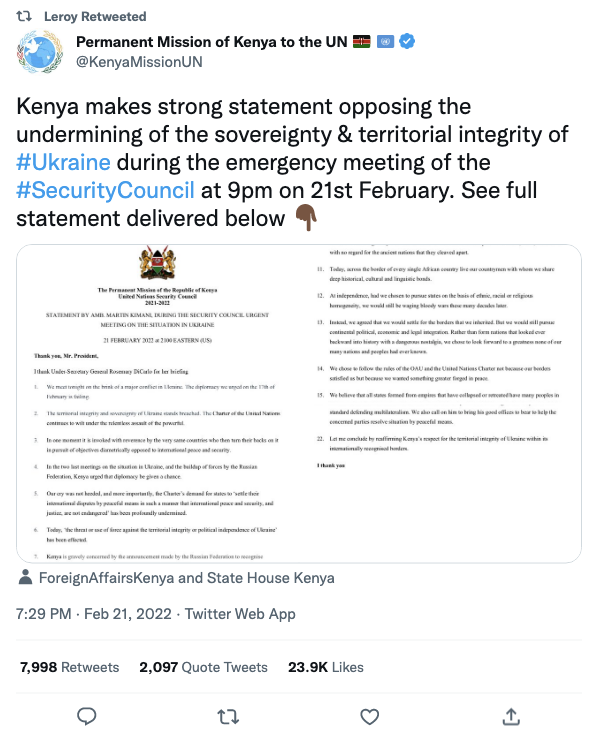 Leroy Retweeted
Permanent Mission of Kenya to the UN
@KenyaMissionUN
Kenya makes strong statement opposing the
undermining of the sovereignty & territorial integrity of
#Ukraine during the emergency meeting of the
#SecurityCouncil at 9pm on 21st February. See full
statement delivered below
The Permanent Mission of the Republic of Kenya
United Nations Security Council
2021-2022
STATEMENT BY AMB. MARTIN KIMANI, DURING THE SECURITY COUNCIL URGENT
MEETING ON THE SITUATION IN UKRAINE
21 FEBRUARY 2022 at 2100 EASTERN (US)
Thank you, Mr. President,
I thank Under-Secretary General Rosemary DiCarlo for her briefing
1. We meet tonight on the brink of a major conflict in Ukraine. The diplomacy we urged on the 17th of
February is failing.
2. The territorial integrity and sovereignty of Ukraine stands breached. The Charter of the United Nations
continues to wilt under the relentless assault of the powerful.
3. In one moment it is invoked with reverence by the very same countries who then turn their backs on it
in pursuit of objectives diametrically opposed to international peace and security.
4. In the two last meetings on the situation in Ukraine, and the buildup of forces by the Russian
Federation, Kenya urged that diplomacy be given a chance.
5. Our cry was not heeded, and more importantly, the Charter's demand for states to 'settle their
international disputes by peaceful means in such a manner that international peace and security, and
justice, are not endangered' has been profoundly undermined.
6. Today, 'the threat or use of force against the territorial integrity or political independence of Ukraine'
has been effected.
7. Kenya is gravely concerned by the announcement made by the Russian Federation to recognise
with no regard for the ancient nations that they cleaved apart.
11. Today, across the border of every single African country live our countrymen with whom we share
deep historical, cultural and linguistic bonds.
12. At independence, had we chosen to pursue states on the basis of ethnic, racial or religious
homogeneity, we would still be waging bloody wars these many decades later.
13. Instead, we agreed that we would settle for the borders that we inherited. But we would still pursue
continental political, economic and legal integration. Rather than form nations that looked ever
backward into history with a dangerous nostalgia, we chose to look forward to a greatness none of our
many nations and peoples had ever known.
14. We chose to follow the rules of the OAU and the United Nations Charter not because our borders
satisfied us but because we wanted something greater forged in peace.
15. We believe that all states formed from empires that have collapsed or retreated have many peoples in
standard defending multilateralism. We also call on him to bring his good offices to bear to help the
concerned parties resolve situation by peaceful means.
22. Let me conclude by reaffirming Kenya's respect for the territorial integrity of Ukraine within its
internationally recognised borders.
I thank you
ForeignAffairsKenya and State House Kenya
7:29 PM · Feb 21, 2022 · Twitter Web App
7,998 Retweets 2,097 Quote Tweets 23.9K Likes